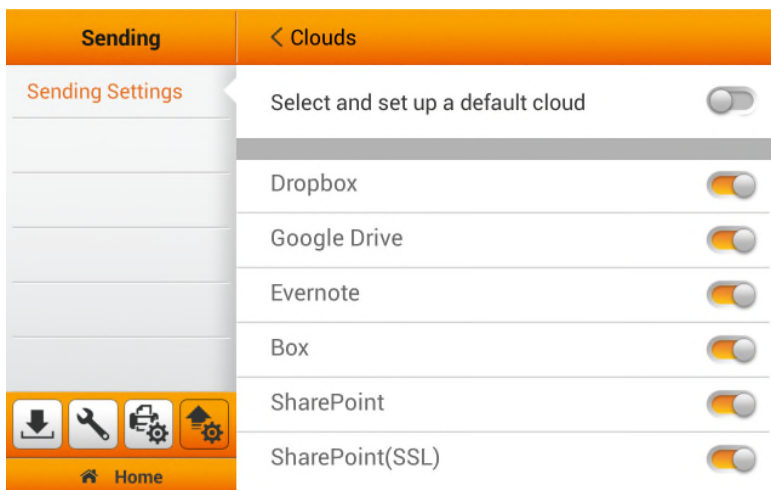 Sending
< Clouds
Sending Settings
Select and set up a default cloud
Dropbox
Google Drive
Evernote
Box
SharePoint
SharePoint(SSL)
Home